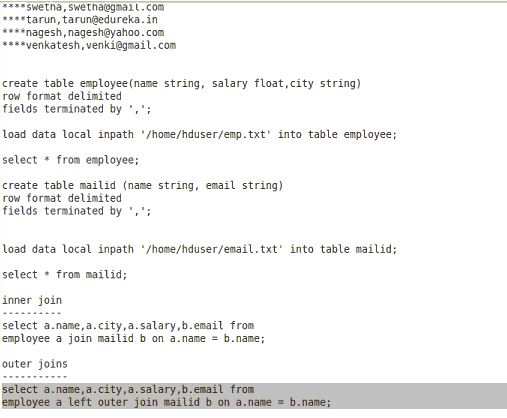 ****swetha,swetha@gmail.com
****tarun,tarun@edureka.in
****nagesh,nagesh@yahoo.com
****venkatesh,venki@gmail.com
create table employee(name string, salary float,city string)
row format delimited
fields terminated by ',';
load data local inpath '/home/hduser/emp.txt' into table employee;
select * from employee;
create table mailid (name string, email string)
row format delimited
fields terminated by ',';
load data local inpath '/home/hduser/email.txt' into table mailid;
select * from mailid;
inner join
----------
select a.name,a.city,a.salary,b.email from
employee a join mailid b on a.name = b.name;
outer joins
-----------
select a.name,a.city,a.salary,b.email from
employee a left outer join mailid b on a.name = b.name;